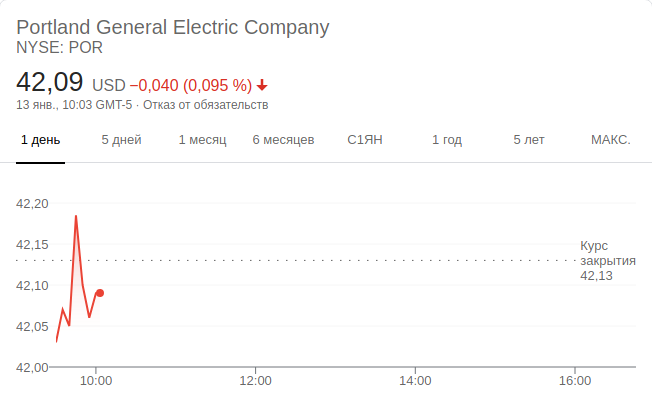 Portland General Electric Company
NYSE: POR
42,09 USD −0,040 (0,095 %)
13 янв., 10:03 GMT-5 · Отказ от обязательств
1 день 5 дней 1 месяц 6 месяцев С1ЯН 1 год 5 лет МАКС.
42,20
42,15
42,10
42,05
42,00
Курс
закрытия
42,13
10:00 12:00 14:00 16:00